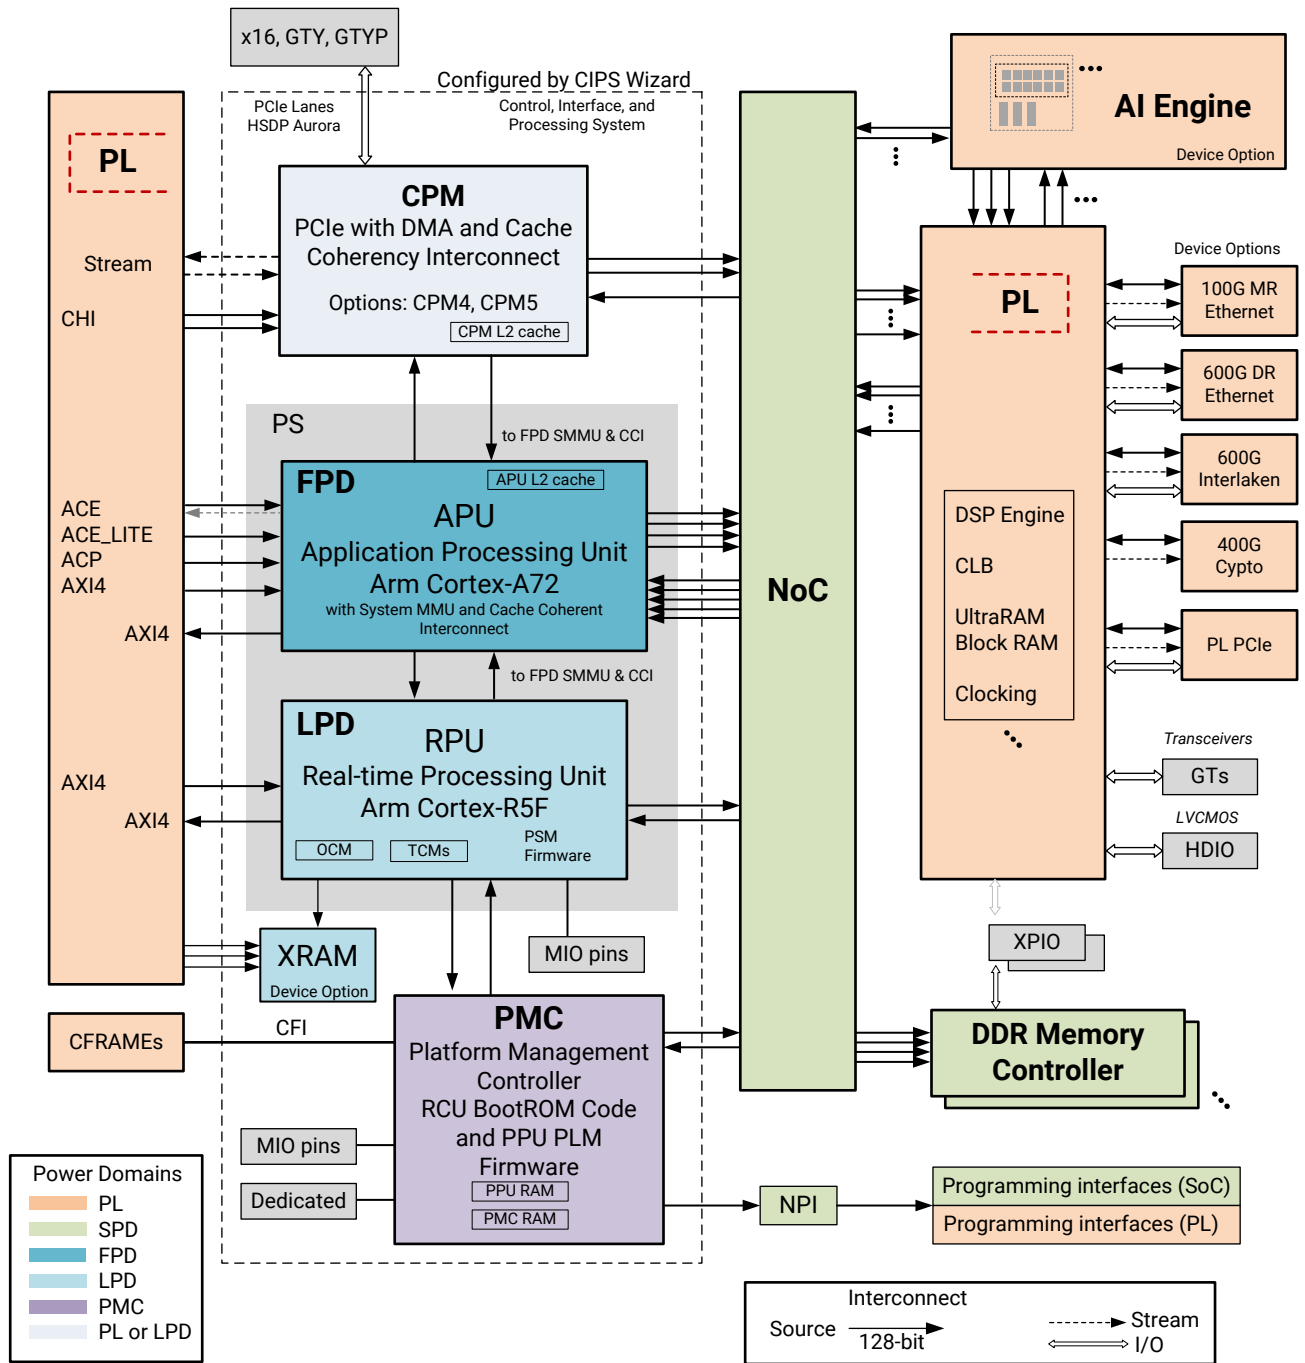 x16, GTY, GTYP
Configured by CIPS Wizard
PCIe Lanes
HSDP Aurora
Control, Interface, and
Processing System
PL
Stream
CHI
ACE
ACE_LITE
ACP
AXI4
AXI4
AXI4
AXI4
CPM
PCIe with DMA and Cache
Coherency Interconnect
Options: CPM4, CPM5
CPM L2 cache
PS
to FPD SMMU & CCI
FPD
APU L2 cache
APU
Application Processing Unit
Arm Cortex-A72
with System MMU and Cache Coherent
Interconnect
to FPD SMMU & CCI
LPD
RPU
Real-time Processing Unit
Arm Cortex-R5F
OCM
TCMs
PSM
Firmware
XRAM
Device Option
MIO pins
CFRAMEs
CFI
PMC
Platform Management
Controller
RCU BootROM Code
and PPU PLM
Firmware
PPU RAM
PMC RAM
MIO pins
Dedicated
NoC
AI Engine
Device Option
PL
DSP Engine
CLB
UltraRAM
Block RAM
Clocking
Device Options
100G MR
Ethernet
600G DR
Ethernet
600G
Interlaken
400G
Cypto
PL PCIe
Transceivers
GTs
LVCMOS
HDIO
XPIO
DDR Memory
Controller
NPI
Programming interfaces (SoC)
Programming interfaces (PL)
Power Domains
PL
SPD
FPD
LPD
PMC
PL or LPD
Interconnect
Source
128-bit
Stream
I/O